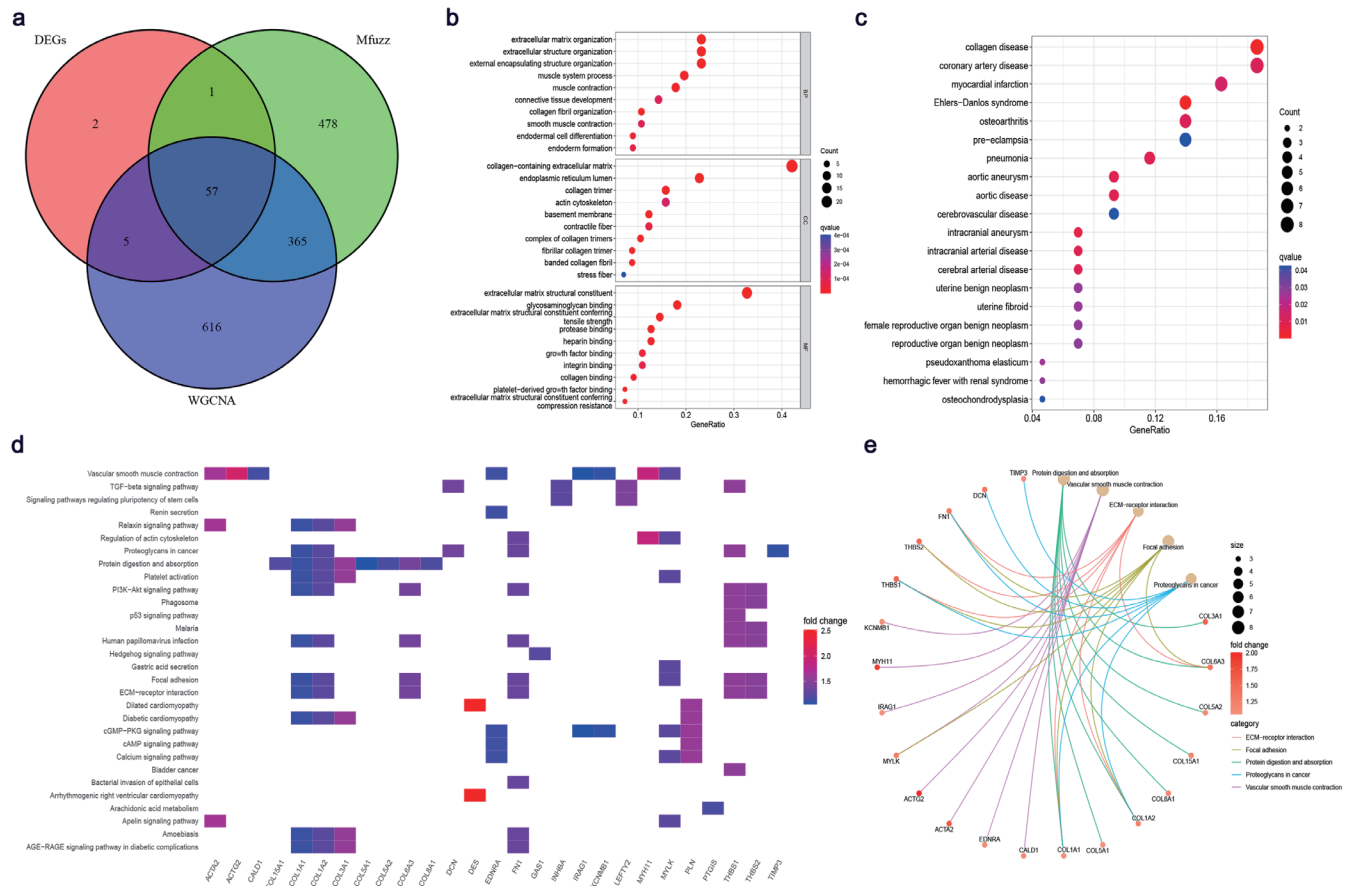 a
DEGs
Mfuzz
1
2
478
57
5
365
616
WGCNA
b
extracellular matrix organization
extracellular structure organization
external encapsulating structure organization
muscle system process
muscle contraction
connective tissue development
collagen fibril organization
smooth muscle contraction
endodermal cell differentiation
endoderm formation
BP
collagen-containing extracellular matrix
endoplasmic reticulum lumen
collagen trimer
actin cytoskeleton
basement membrane
contractile fiber
complex of collagen trimers
fibrillar collagen trimer
banded collagen fibril
stress fiber
CC
extracellular matrix structural constituent
glycosaminoglycan binding
extracellular matrix structural constituent conferring
tensile strength
protease binding
heparin binding
growth factor binding
integrin binding
collagen binding
platelet-derived growth factor binding
extracellular matrix structural constituent conferring
compression resistance
MF
0.1 0.2 0.3 0.4
GeneRatio
Count
5
10
15
20
qvalue
4e-04
3e-04
2e-04
1e-04
c
collagen disease
coronary artery disease
myocardial infarction
Ehlers-Danlos syndrome
osteoarthritis
pre-eclampsia
pneumonia
aortic aneurysm
aortic disease
cerebrovascular disease
intracranial aneurysm
intracranial arterial disease
cerebral arterial disease
uterine benign neoplasm
uterine fibroid
female reproductive organ benign neoplasm
reproductive organ benign neoplasm
pseudoxanthoma elasticum
hemorrhagic fever with renal syndrome
osteochondrodysplasia
0.04 0.08 0.12 0.16
GeneRatio
Count
2
3
4
5
6
7
8
qvalue
0.04
0.03
0.02
0.01
d
Vascular smooth muscle contraction
TGF-beta signaling pathway
Signaling pathways regulating pluripotency of stem cells
Renin secretion
Relaxin signaling pathway
Regulation of actin cytoskeleton
Proteoglycans in cancer
Protein digestion and absorption
Platelet activation
PI3K-Akt signaling pathway
Phagosome
p53 signaling pathway
Malaria
Human papillomavirus infection
Hedgehog signaling pathway
Gastric acid secretion
Focal adhesion
ECM-receptor interaction
Dilated cardiomyopathy
Diabetic cardiomyopathy
cGMP-PKG signaling pathway
cAMP signaling pathway
Calcium signaling pathway
Bladder cancer
Bacterial invasion of epithelial cells
Arrhythmogenic right ventricular cardiomyopathy
Arachidonic acid metabolism
Apelin signaling pathway
Amoebiasis
AGE-RAGE signaling pathway in diabetic complications
ACTA2 ACTG2 CALD1 COL15A1 COL1A1 COL1A2 COL3A1 COL5A1 COL5A2 COL6A3 COL8A1 DCN DES EDNRA FN1 GAS1 INHBA IRAG1 KCNMB1 LEFTY2 MYH11 MYLK PLN PTGIS THBS1 THBS2 TIMP3
fold change
2.5
2.0
1.5
e
TIMP3
Protein digestion and absorption
Vascular smooth muscle contraction
DCN
ECM-receptor interaction
FN1
THBS2
Focal adhesion
THBS1
Proteoglycans in cancer
KCNMB1
COL3A1
MYH11
COL6A3
IRAG1
COL5A2
MYLK
COL15A1
ACTG2
COL8A1
ACTA2
COL1A2
EDNRA
COL5A1
CALD1
COL1A1
size
3
4
5
6
7
8
fold change
2.00
1.75
1.50
1.25
category
ECM-receptor interaction
Focal adhesion
Protein digestion and absorption
Proteoglycans in cancer
Vascular smooth muscle contraction